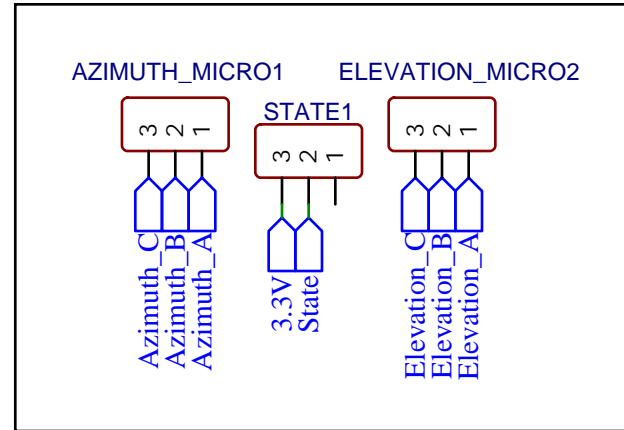 AZIMUTH_MICRO1
ELEVATION_MICRO2
STATE1
3 2 1
3 2 1
3 2 1
Azimuth_C
Azimuth_B
Azimuth_A
3.3V
State
Elevation_C
Elevation_B
Elevation_A